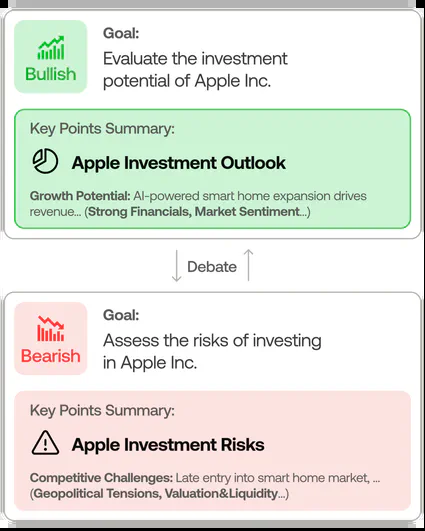 Goal:
Bullish
Evaluate the investment
potential of Apple Inc.
Key Points Summary:
Apple Investment Outlook
Growth Potential: AI-powered smart home expansion drives
revenue... (Strong Financials, Market Sentiment...)
Debate
Goal:
Bearish
Assess the risks of investing
in Apple Inc.
Key Points Summary:
Apple Investment Risks
Competitive Challenges: Late entry into smart home market, ...
(Geopolitical Tensions, Valuation&Liquidity...)